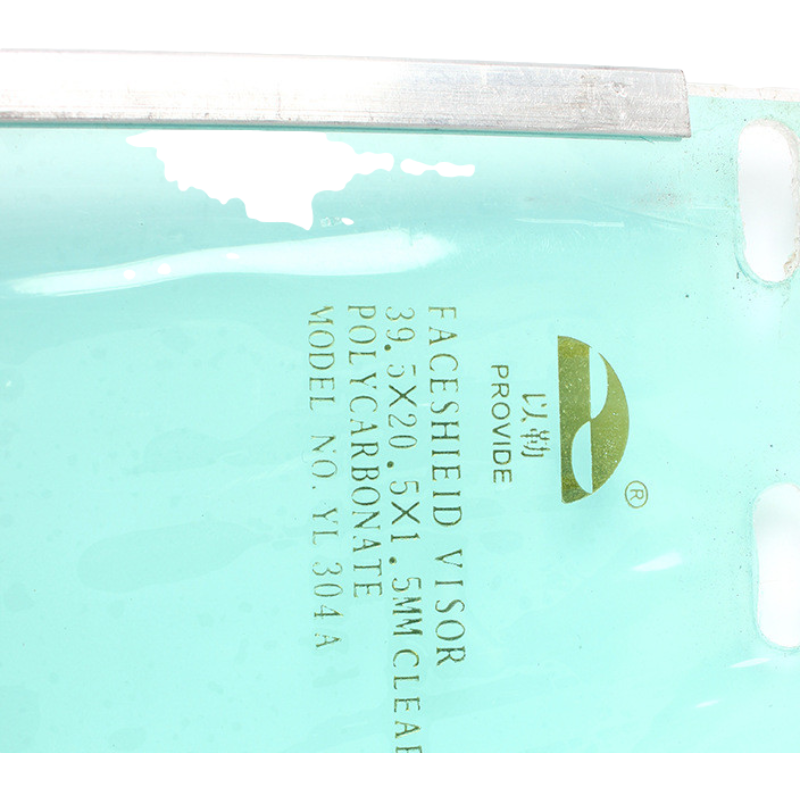 ®
以勒
PROVIDE
FACESHIEID VISOR
39.5X20.5X1.5MM CLEAR
POLYCARBONATE
MODEL NO. YL 304A